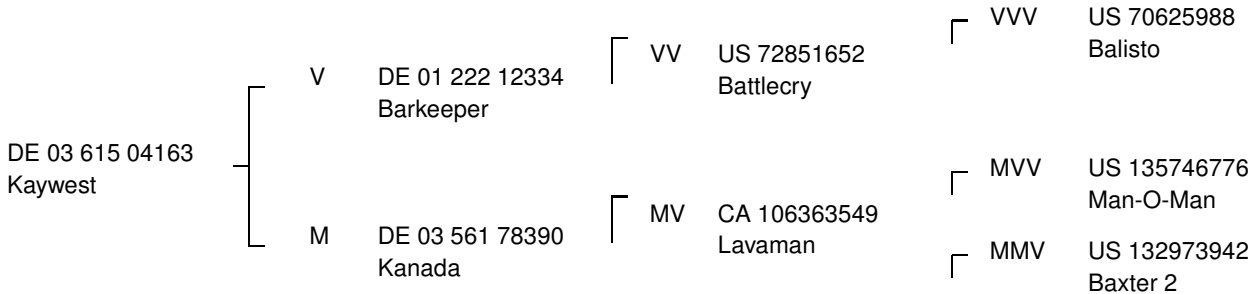 DE 03 615 04163
Kaywest
V DE 01 222 12334
Barkeeper
M DE 03 561 78390
Kanada
VV US 72851652
Battlecry
MV CA 106363549
Lavaman
VVV US 70625988
Balisto
MVV US 135746776
Man-O-Man
MMV US 132973942
Baxter 2